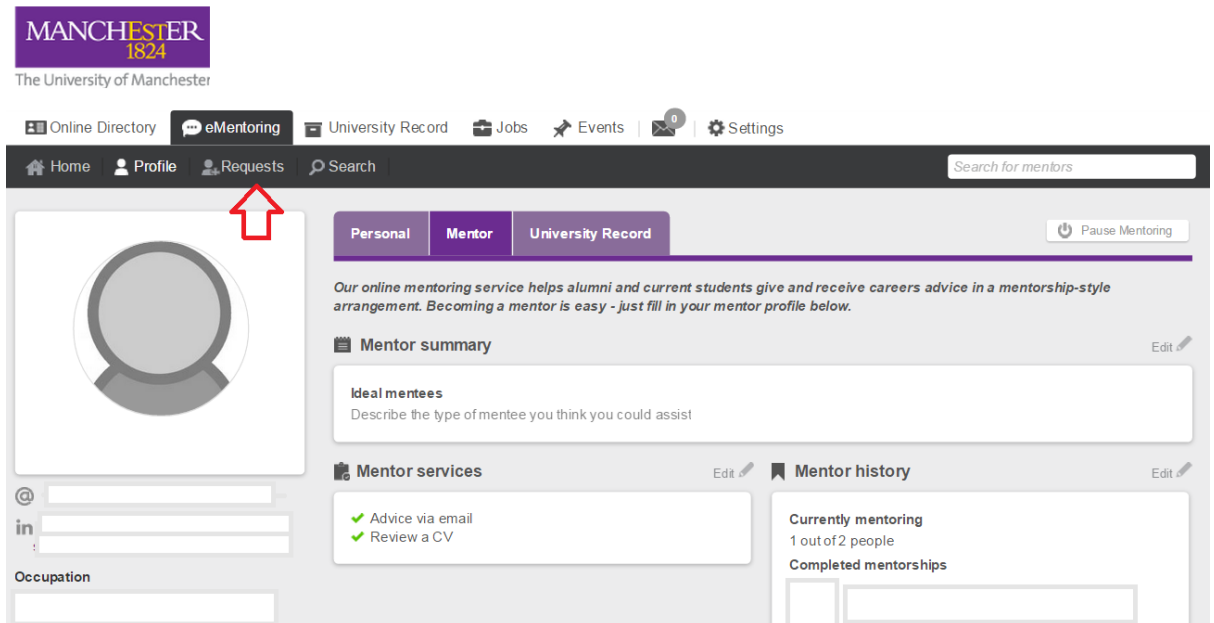 MANCHEStER
1824
The University of Manchester
Online Directory eMentoring University Record Jobs Events 0 Settings
Home Profile Requests Search Search for mentors
Personal Mentor University Record Pause Mentoring
Our online mentoring service helps alumni and current students give and receive careers advice in a mentorship-style
arrangement. Becoming a mentor is easy - just fill in your mentor profile below.
Mentor summary Edit
Ideal mentees
Describe the type of mentee you think you could assist
Mentor services Edit
Advice via email
Review a CV
Mentor history Edit
Currently mentoring
1 out of 2 people
Completed mentorships
@
in
Occupation